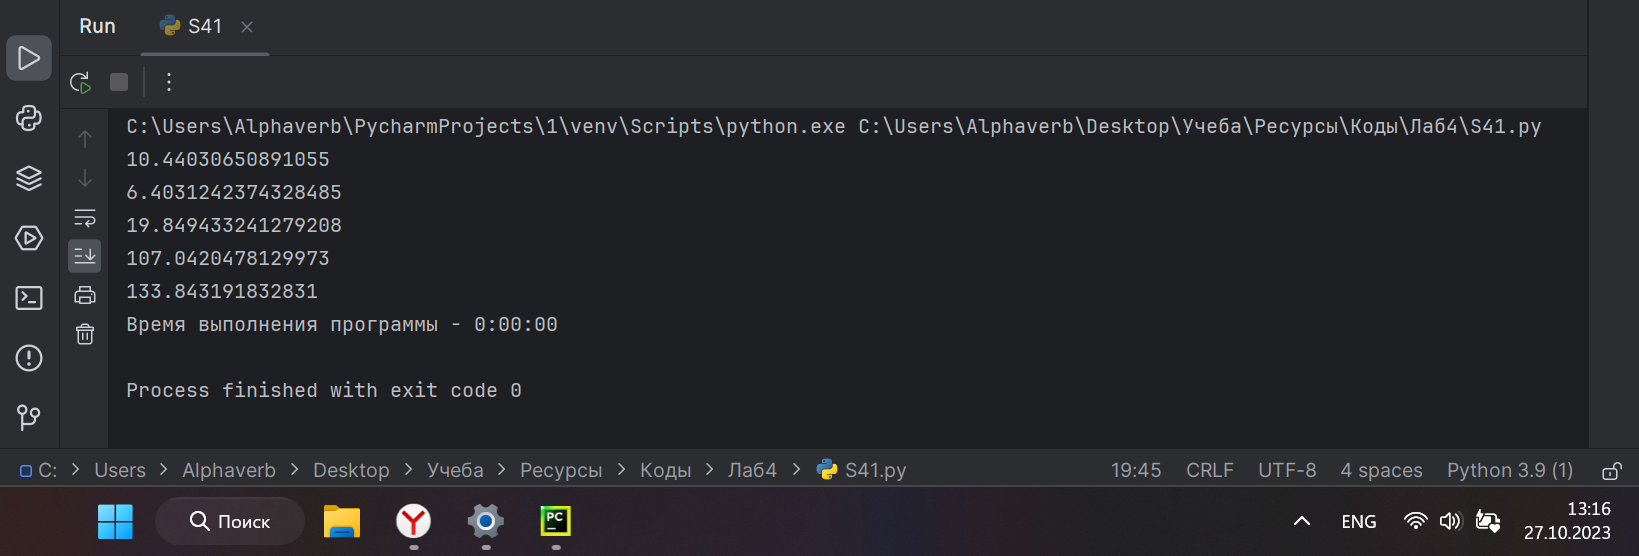 Run S41
C:\Users\Alphaverb\PycharmProjects\1\venv\Scripts\python.exe C:\Users\Alphaverb\Desktop\Учеба\Ресурсы\Коды\Лаб4\S41.py
10.44030650891055
6.4031242374328485
19.849433241279208
107.0420478129973
133.843191832831
Время выполнения программы - 0:00:00
Process finished with exit code 0
C: > Users > Alphaverb > Desktop > Учеба > Ресурсы > Коды > Лаб4 > S41.py 19:45 CRLF UTF-8 4 spaces Python 3.9 (1)
Поиск PC ENG 13:16
27.10.2023